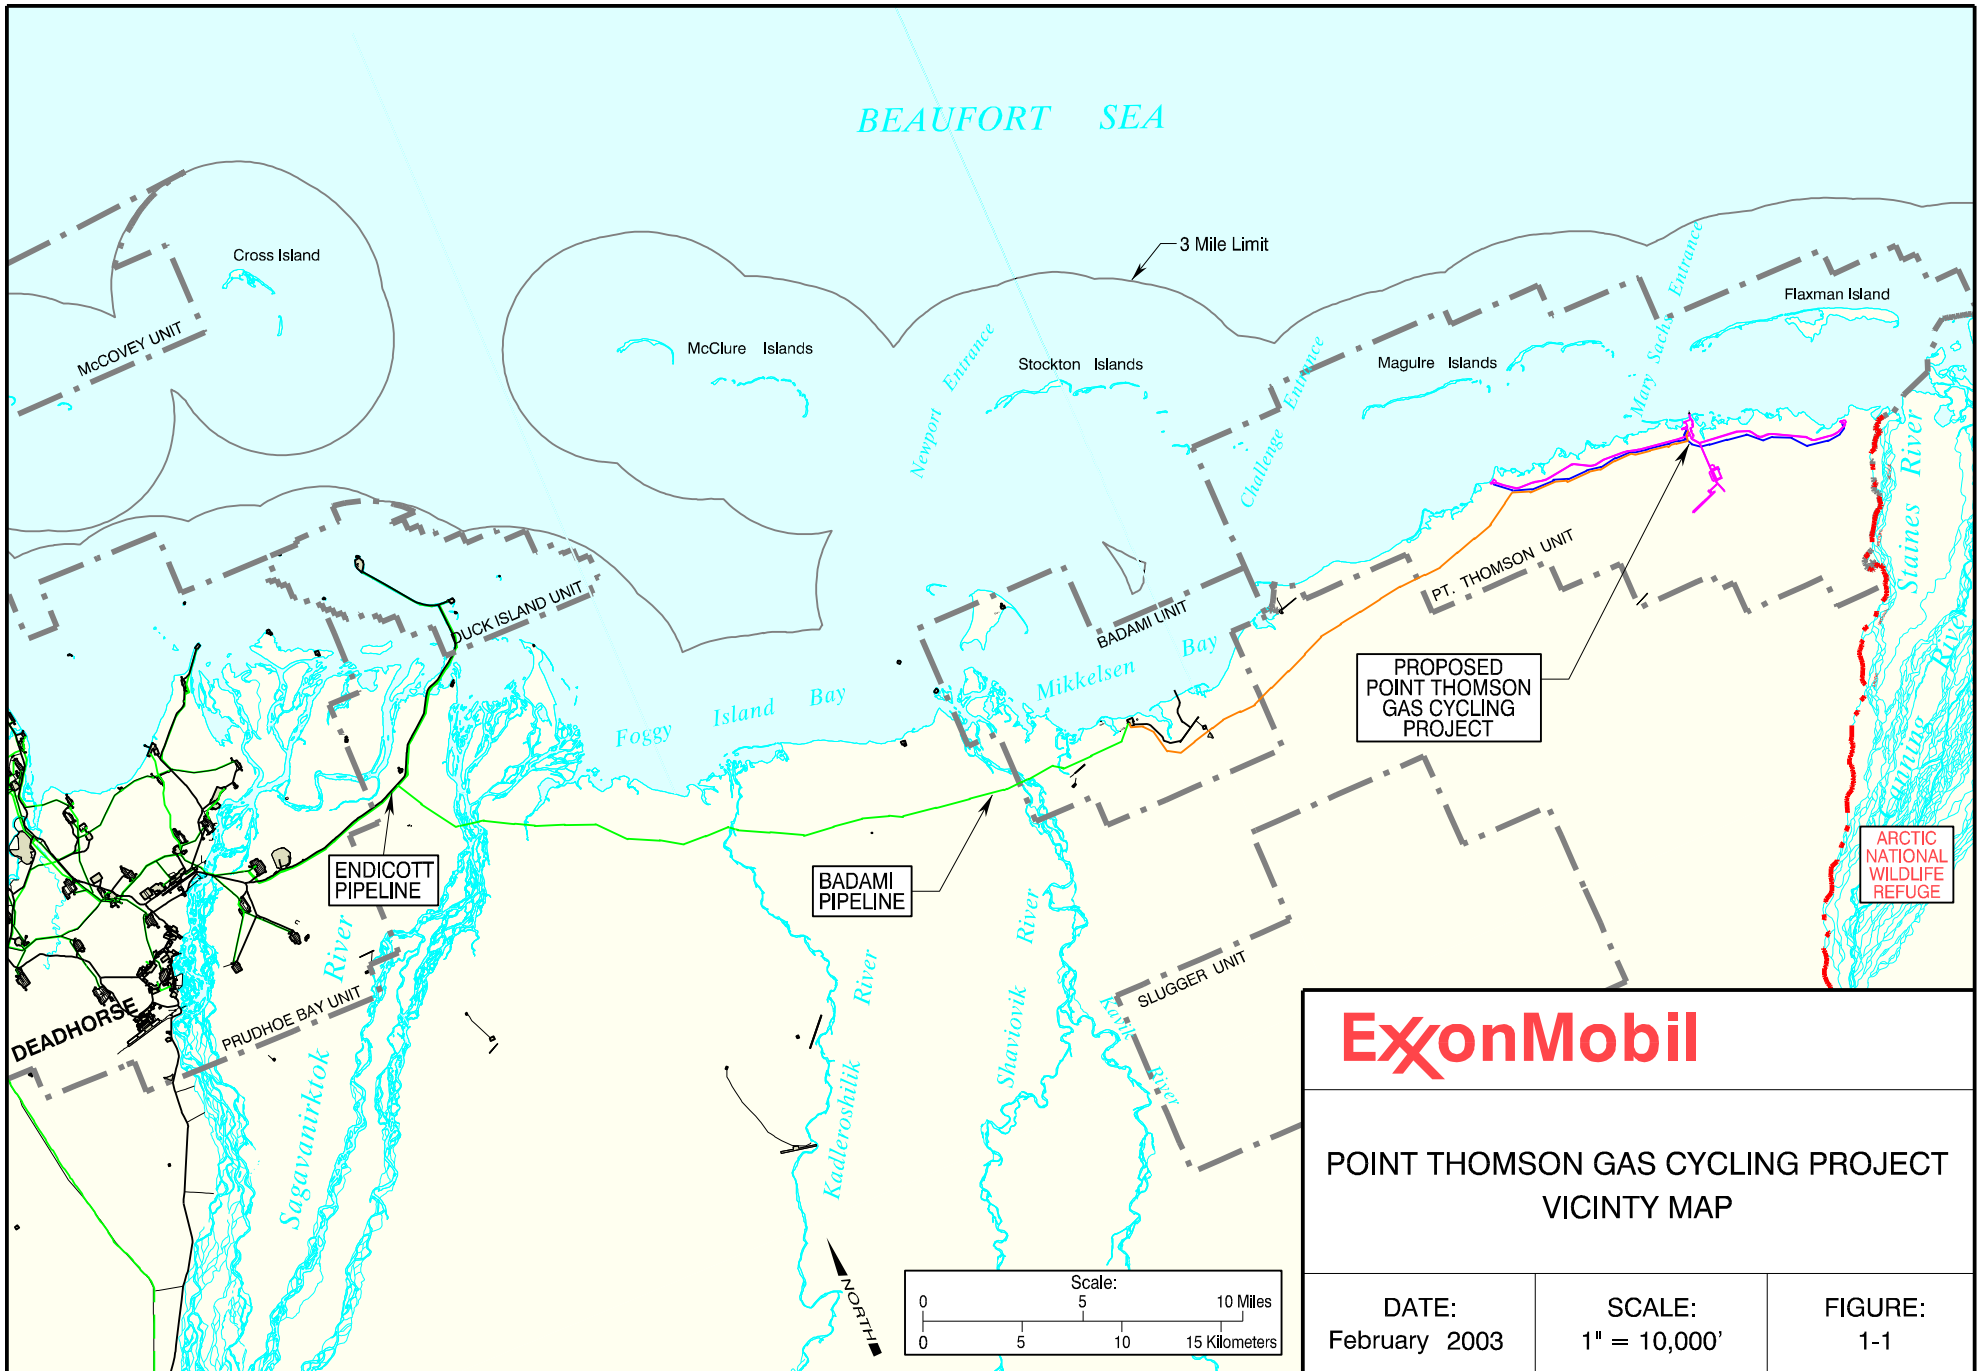 BEAUFORT SEA
3 Mile Limit
Cross Island
McCOVEY UNIT
McClure Islands
Newport Entrance
Stockton Islands
Challenge Entrance
Maguire Islands
Mary Sachs Entrance
Flaxman Island
Staines River
DUCK ISLAND UNIT
BADAMI UNIT
PT. THOMSON UNIT
Foggy Island Bay
Mikkelsen Bay
PROPOSED
POINT THOMSON
GAS CYCLING
PROJECT
ENDICOTT
PIPELINE
BADAMI
PIPELINE
ARCTIC
NATIONAL
WILDLIFE
REFUGE
DEADHORSE
PRUDHOE BAY UNIT
Sagavanirktok River
Kadleroshilik River
Shaviovik River
Kavik River
SLUGGER UNIT
NORTH
Scale:
0 5 10 Miles
0 5 10 15 Kilometers
ExxonMobil
POINT THOMSON GAS CYCLING PROJECT
VICINTY MAP
DATE:
February 2003
SCALE:
1" = 10,000'
FIGURE:
1-1